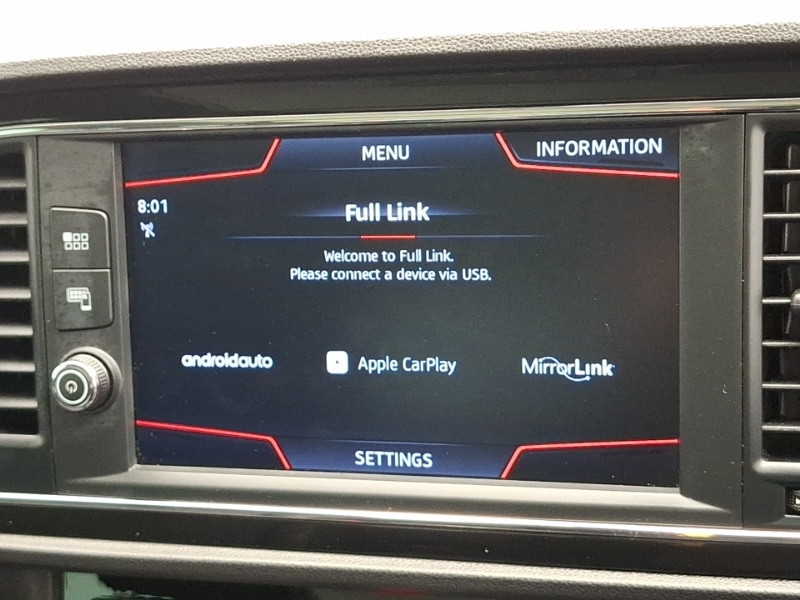 MENU
INFORMATION
8:01
Full Link
Welcome to Full Link.
Please connect a device via USB.
androidauto
Apple CarPlay
MirrorLink
SETTINGS